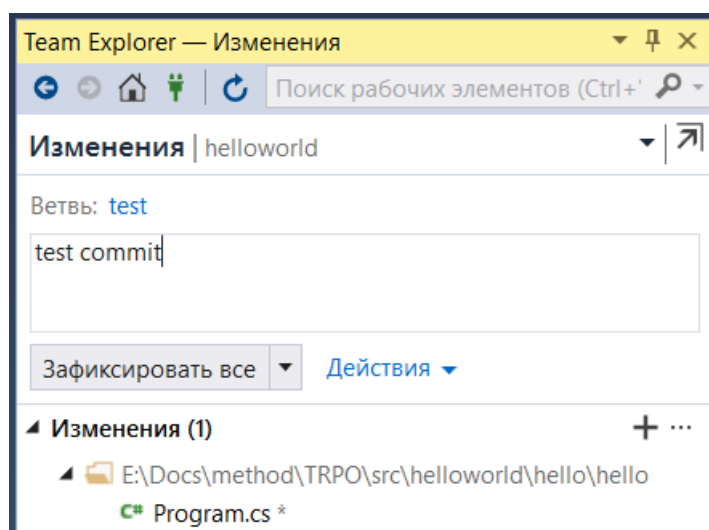 Team Explorer — Изменения
Поиск рабочих элементов (Ctrl+'
Изменения | helloworld
Ветвь: test
test commit
Зафиксировать все Действия
Изменения (1)
E:\Docs\method\TRPO\src\helloworld\hello\hello
C# Program.cs *